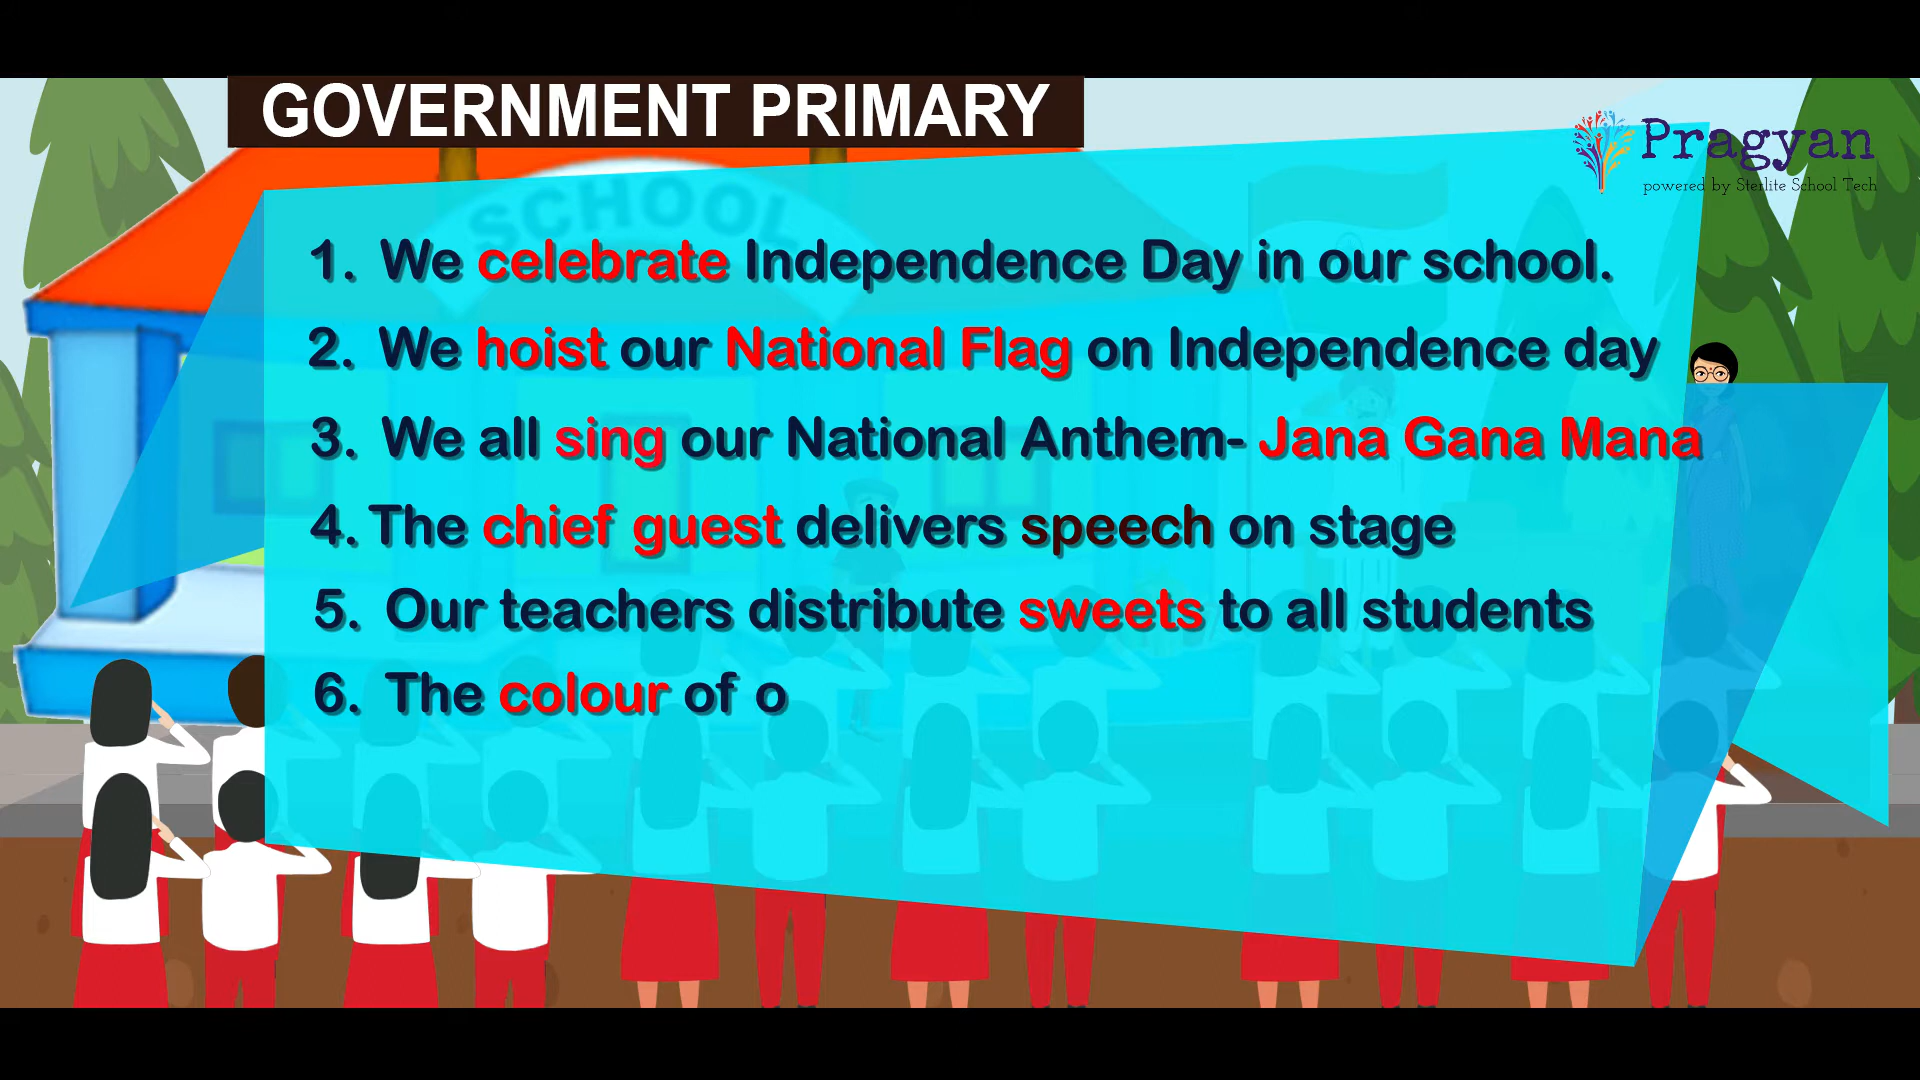 GOVERNMENT PRIMARY
SCHOOL
Pragyan
powered by Sterlite School Tech
1. We celebrate Independence Day in our school.
2. We hoist our National Flag on Independence day
3. We all sing our National Anthem- Jana Gana Mana
4. The chief guest delivers speech on stage
5. Our teachers distribute sweets to all students
6. The colour of o